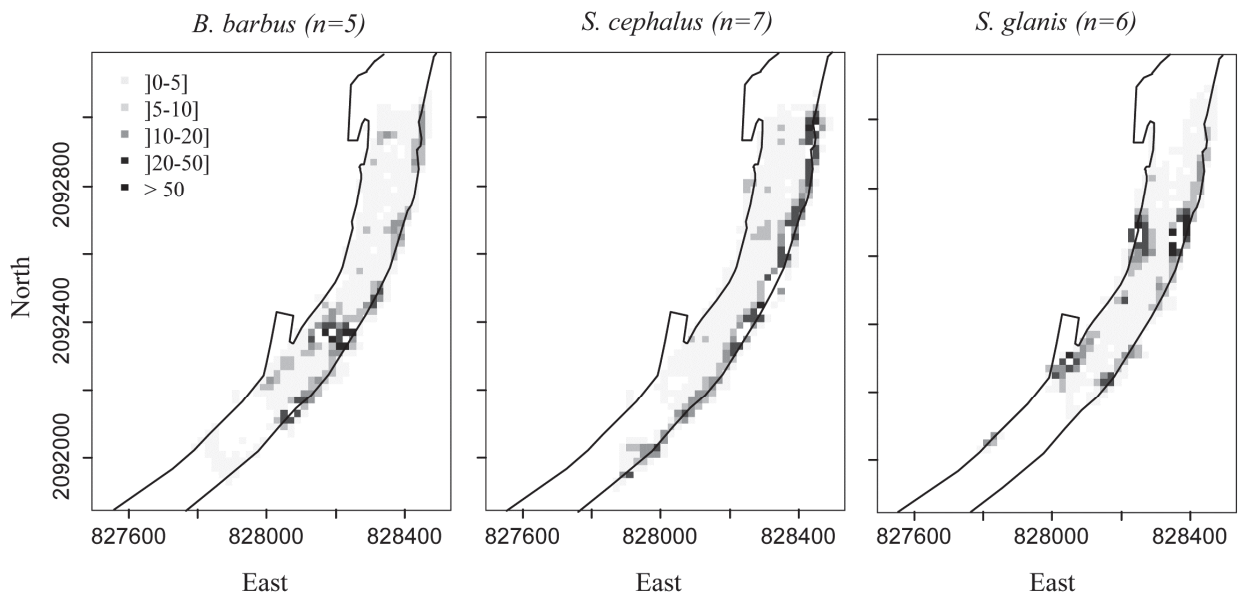 B. barbus (n=5)
S. cephalus (n=7)
S. glanis (n=6)
]0-5]
]5-10]
]10-20]
]20-50]
> 50
North
2092800
2092400
2092000
827600 828000 828400
827600 828000 828400
827600 828000 828400
East
East
East